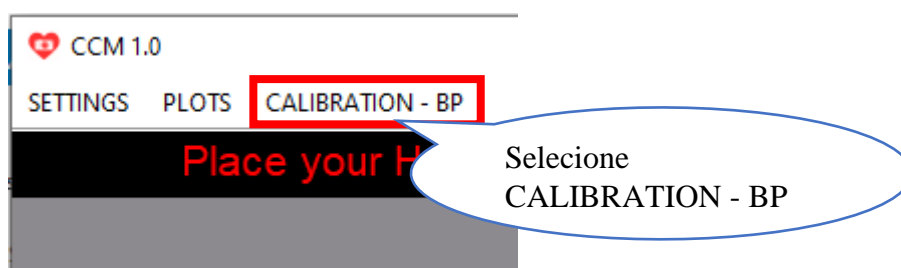 CCM 1.0
SETTINGS PLOTS CALIBRATION - BP
Place your H
Selecione
CALIBRATION - BP